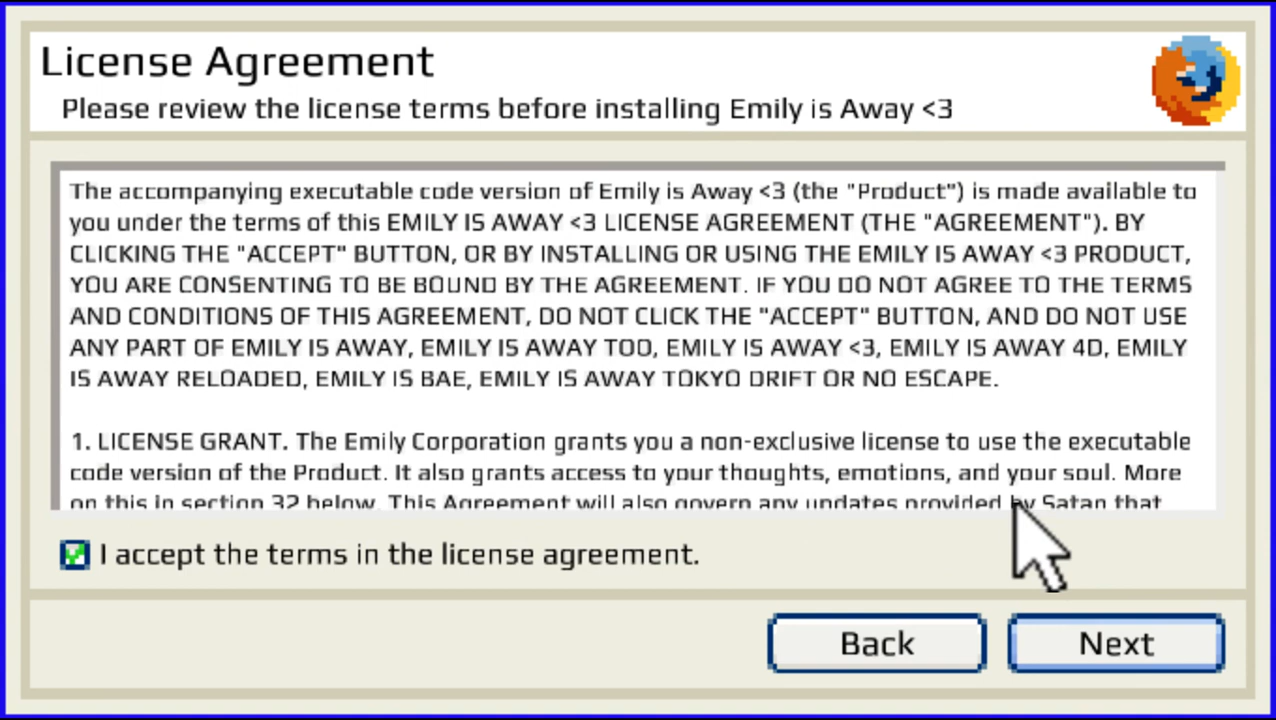 License Agreement
Please review the license terms before installing Emily is Away <3
The accompanying executable code version of Emily is Away <3 (the "Product") is made available to
you under the terms of this EMILY IS AWAY <3 LICENSE AGREEMENT (THE "AGREEMENT"). BY
CLICKING THE "ACCEPT" BUTTON, OR BY INSTALLING OR USING THE EMILY IS AWAY <3 PRODUCT,
YOU ARE CONSENTING TO BE BOUND BY THE AGREEMENT. IF YOU DO NOT AGREE TO THE TERMS
AND CONDITIONS OF THIS AGREEMENT, DO NOT CLICK THE "ACCEPT" BUTTON, AND DO NOT USE
ANY PART OF EMILY IS AWAY, EMILY IS AWAY TOO, EMILY IS AWAY <3, EMILY IS AWAY 4D, EMILY
IS AWAY RELOADED, EMILY IS BAE, EMILY IS AWAY TOKYO DRIFT OR NO ESCAPE.
1. LICENSE GRANT. The Emily Corporation grants you a non-exclusive license to use the executable
code version of the Product. It also grants access to your thoughts, emotions, and your soul. More
on this in section 32 below. This Agreement will also govern any updates provided by Satan that
I accept the terms in the license agreement.
Back
Next